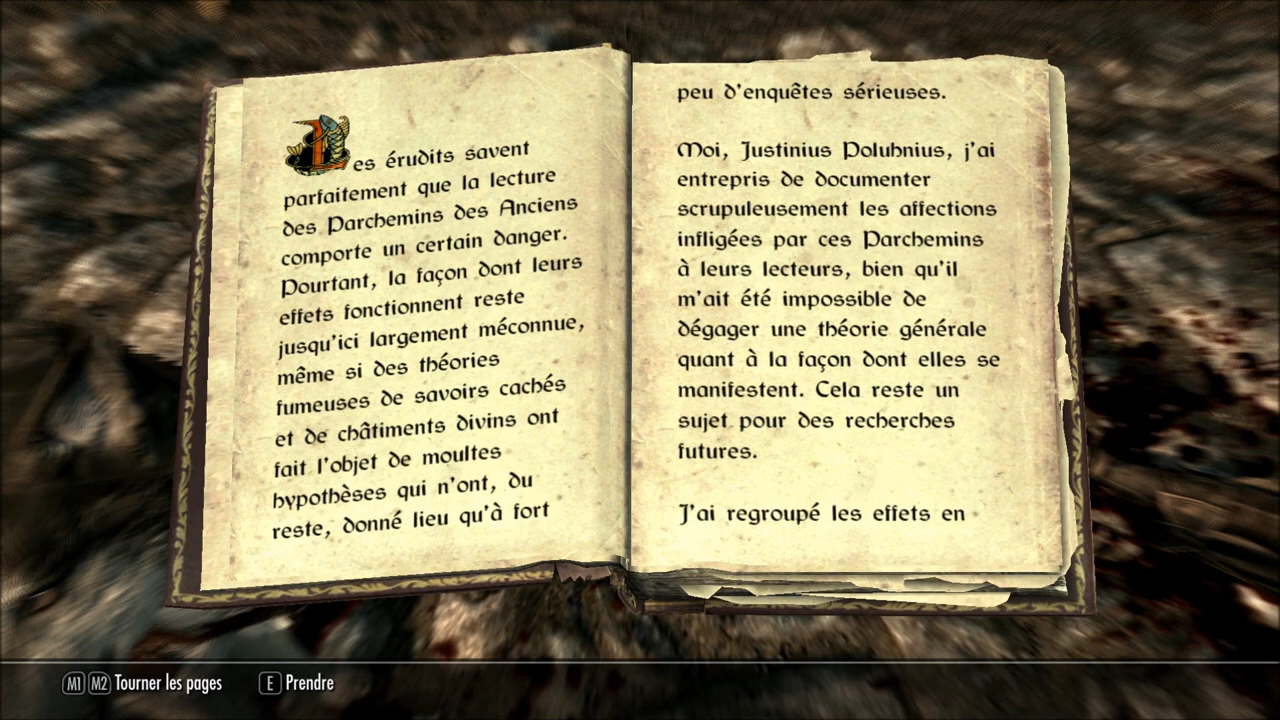 Les érudits savent
parfaitement que la lecture
des Parchemins des Anciens
comporte un certain danger.
Pourtant, la façon dont leurs
effets fonctionnent reste
jusqu'ici largement méconnue,
même si des théories
fumeuses de savoirs cachés
et de châtiments divins ont
fait l'objet de moultes
hypothèses qui n'ont, du
reste, donné lieu qu'à fort
peu d'enquêtes sérieuses.
Moi, Justinius Poluhnius, j'ai
entrepris de documenter
scrupuleusement les affections
infligées par ces Parchemins
à leurs lecteurs, bien qu'il
m'ait été impossible de
dégager une théorie générale
quant à la façon dont elles se
manifestent. Cela reste un
sujet pour des recherches
futures.
J'ai regroupé les effets en
M1 M2 Tourner les pages
E Prendre